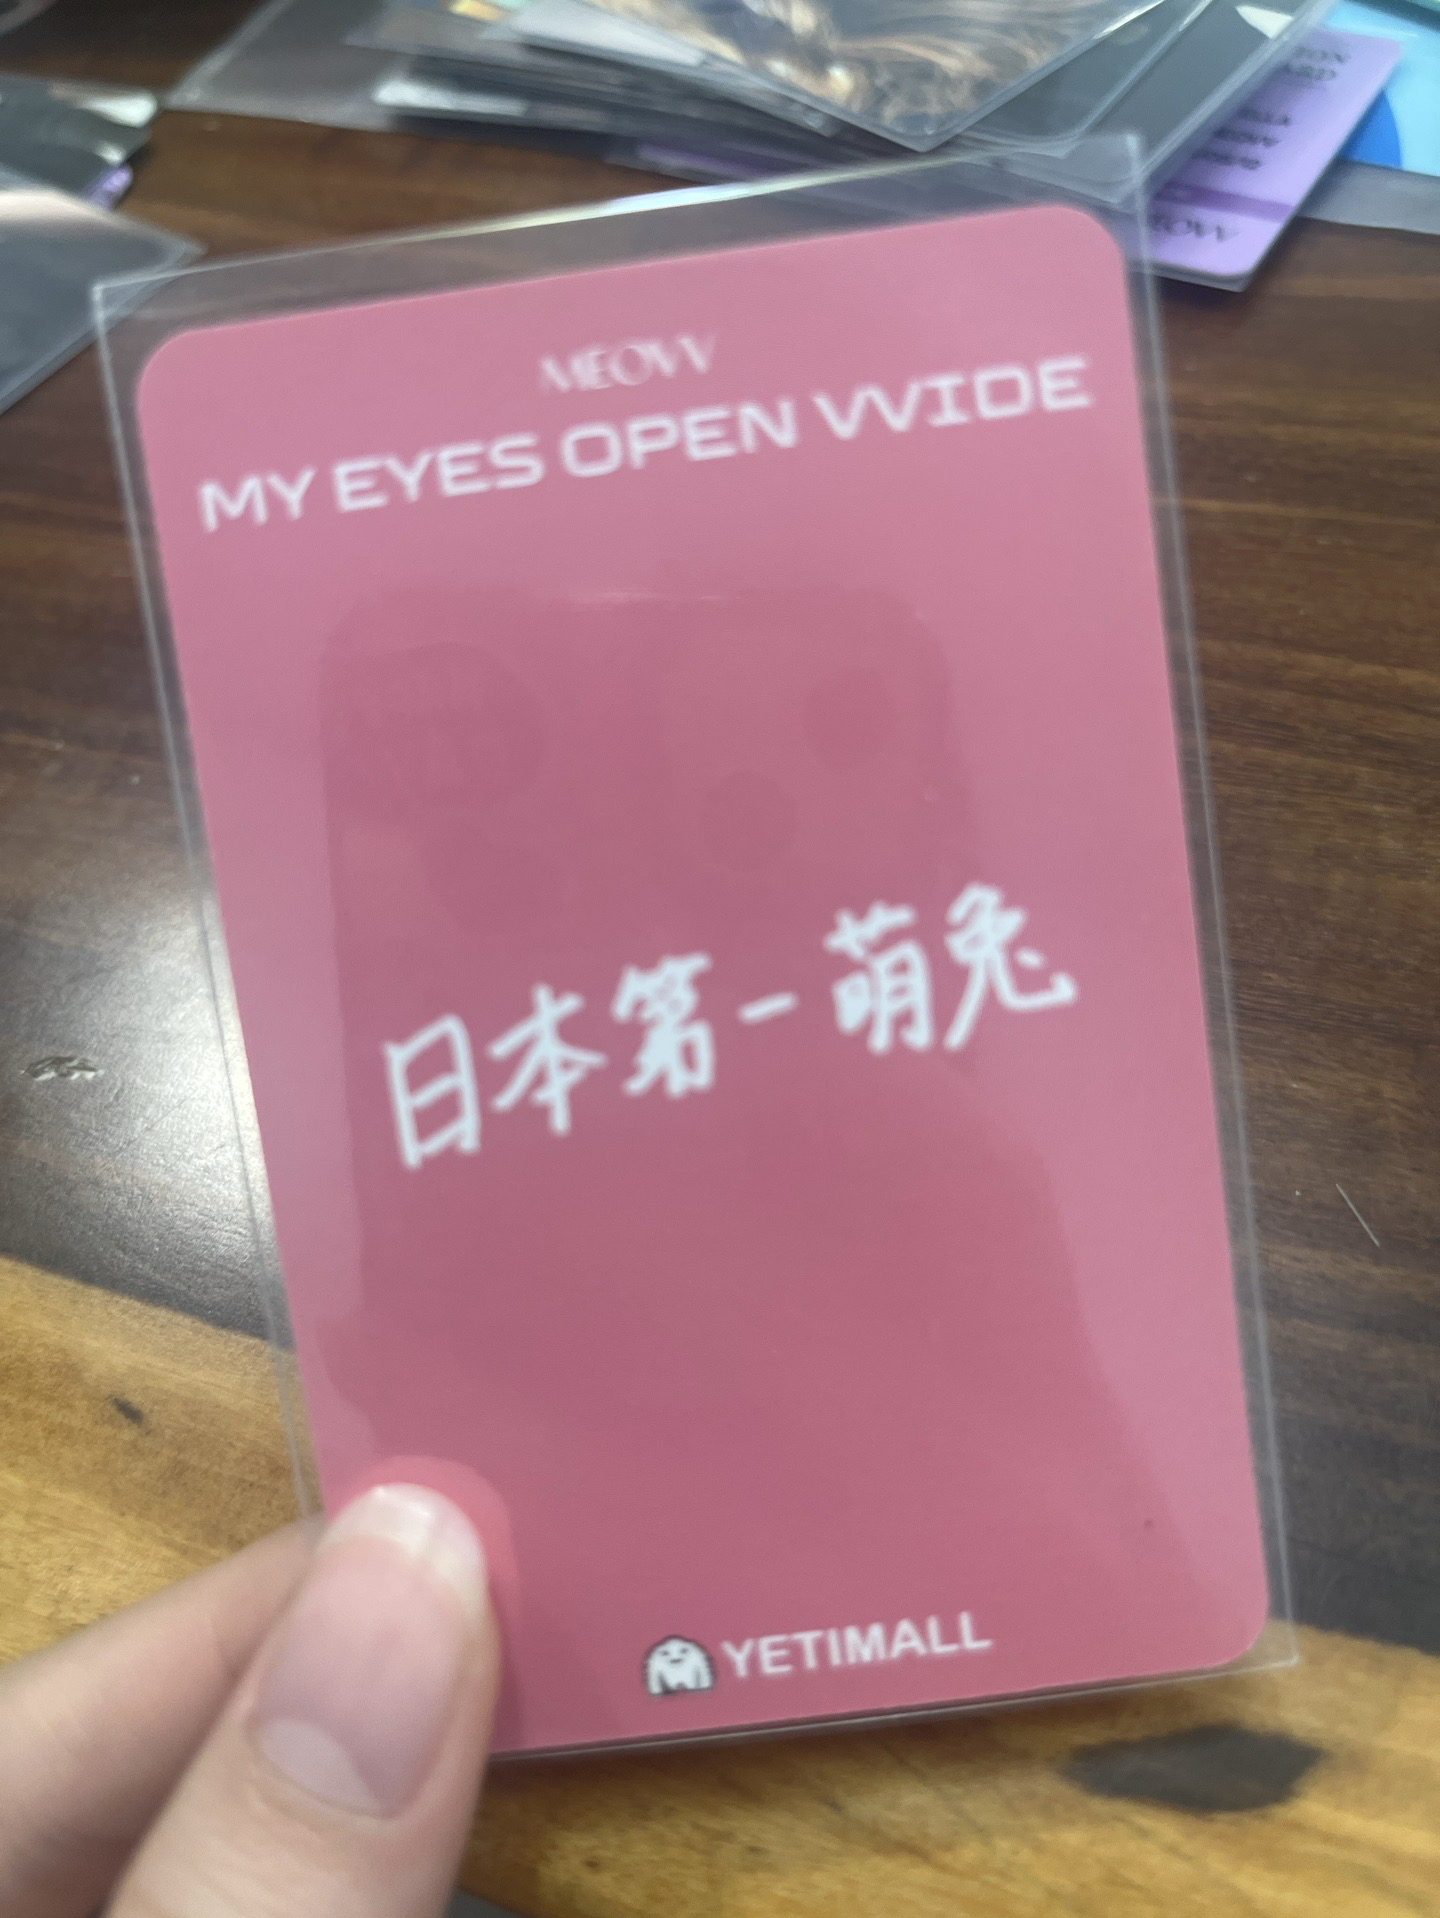 MEOVV
MY EYES OPEN VVIDE
日本第一萌兔
YETIMALL